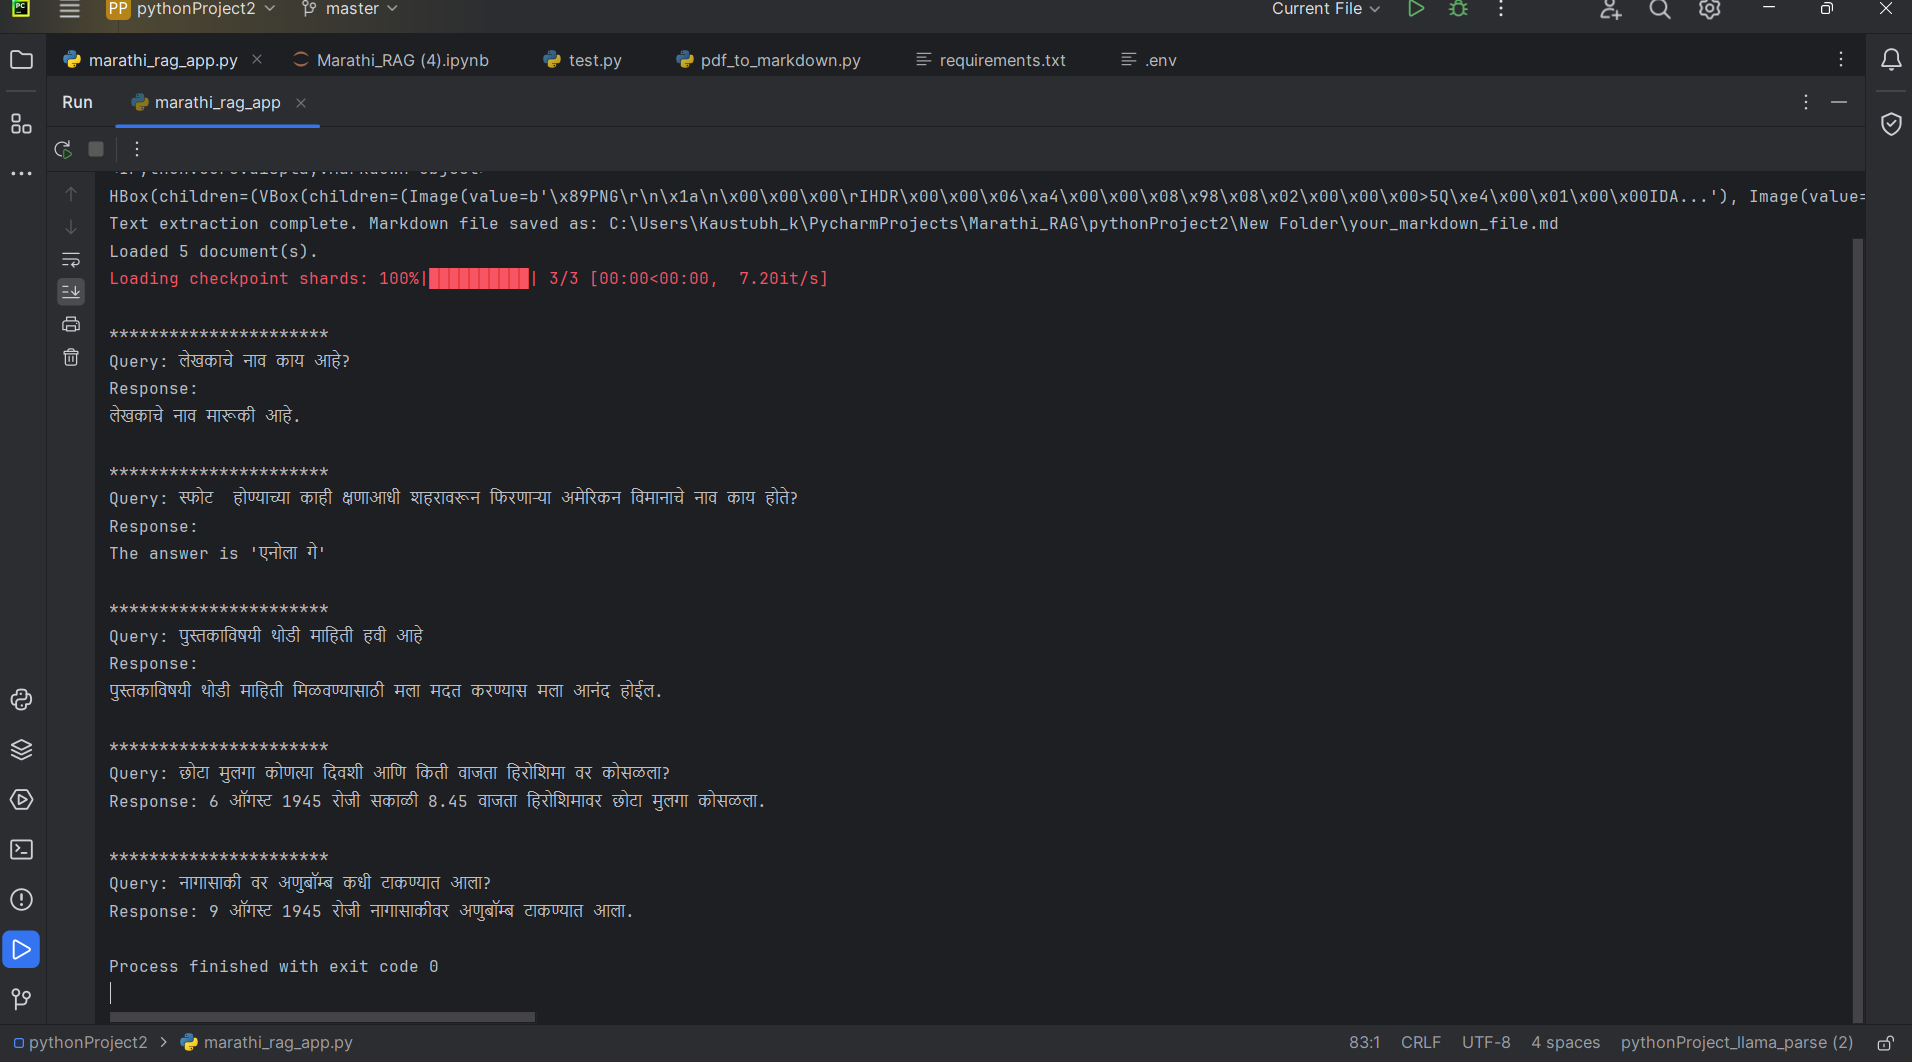 PC
PP pythonProject2
master
Current File
marathi_rag_app.py
Marathi_RAG (4).ipynb
test.py
pdf_to_markdown.py
requirements.txt
.env
Run
marathi_rag_app
HBox(children=(VBox(children=(Image(value=b'\x89PNG\r\n\x1a\n\x00\x00\x00\rIHDR\x00\x00\x06\xa4\x00\x00\x08\x98\x08\x02\x00\x00\x00>5Q\xe4\x00\x01\x00\x00IDA...'), Image(value=
Text extraction complete. Markdown file saved as: C:\Users\Kaustubh_k\PycharmProjects\Marathi_RAG\pythonProject2\New Folder\your_markdown_file.md
Loaded 5 document(s).
Loading checkpoint shards: 100%|██████████| 3/3 [00:00<00:00,  7.20it/s]
**********************
Query: लेखकाचे नाव काय आहे?
Response:
लेखकाचे नाव मारूकी आहे.
**********************
Query: स्फोट  होण्याच्या काही क्षणाआधी शहरावरून फिरणाऱ्या अमेरिकन विमानाचे नाव काय होते?
Response:
The answer is 'एनोला गे'
**********************
Query: पुस्तकाविषयी थोडी माहिती हवी आहे
Response:
पुस्तकाविषयी थोडी माहिती मिळवण्यासाठी मला मदत करण्यास मला आनंद होईल.
**********************
Query: छोटा मुलगा कोणत्या दिवशी आणि किती वाजता हिरोशिमा वर कोसळला?
Response: 6 ऑगस्ट 1945 रोजी सकाळी 8.45 वाजता हिरोशिमावर छोटा मुलगा कोसळला.
**********************
Query: नागासाकी वर अणुबॉम्ब कधी टाकण्यात आला?
Response: 9 ऑगस्ट 1945 रोजी नागासाकीवर अणुबॉम्ब टाकण्यात आला.
Process finished with exit code 0
pythonProject2 > marathi_rag_app.py
83:1 CRLF UTF-8 4 spaces pythonProject_llama_parse (2)